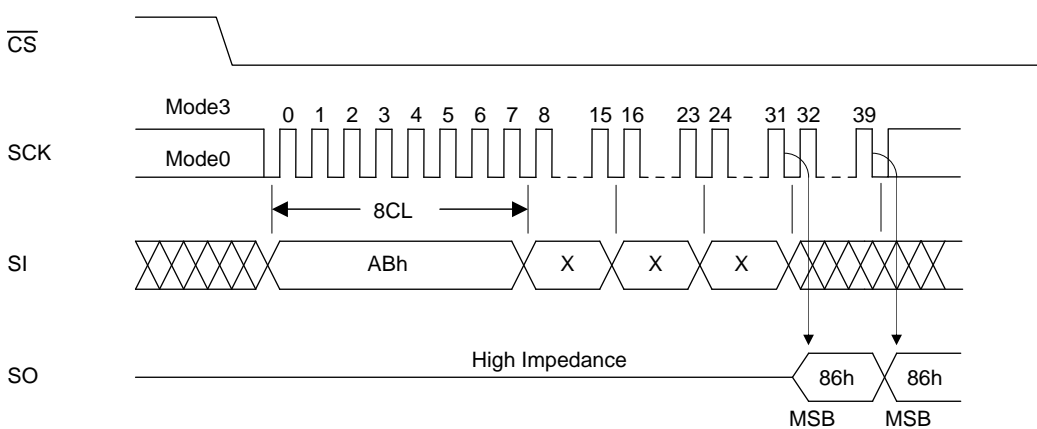 CS
Mode3
0 1 2 3 4 5 6 7 8 15 16 23 24 31 32 39
SCK
Mode0
8CL
SI
ABh X X X
High Impedance
SO
86h 86h
MSB MSB